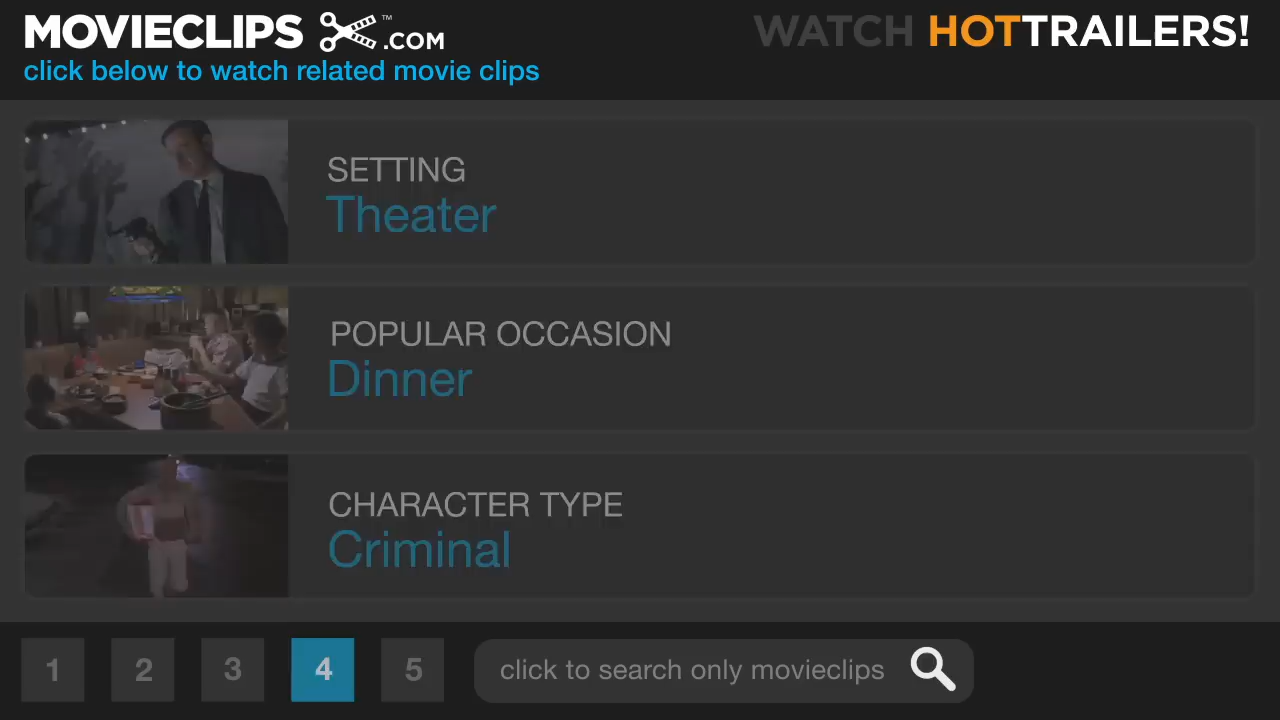 MOVIECLIPS ™ .COM
WATCH HOTTRAILERS!
click below to watch related movie clips
SETTING
Theater
POPULAR OCCASION
Dinner
CHARACTER TYPE
Criminal
1 2 3 4 5
click to search only movieclips